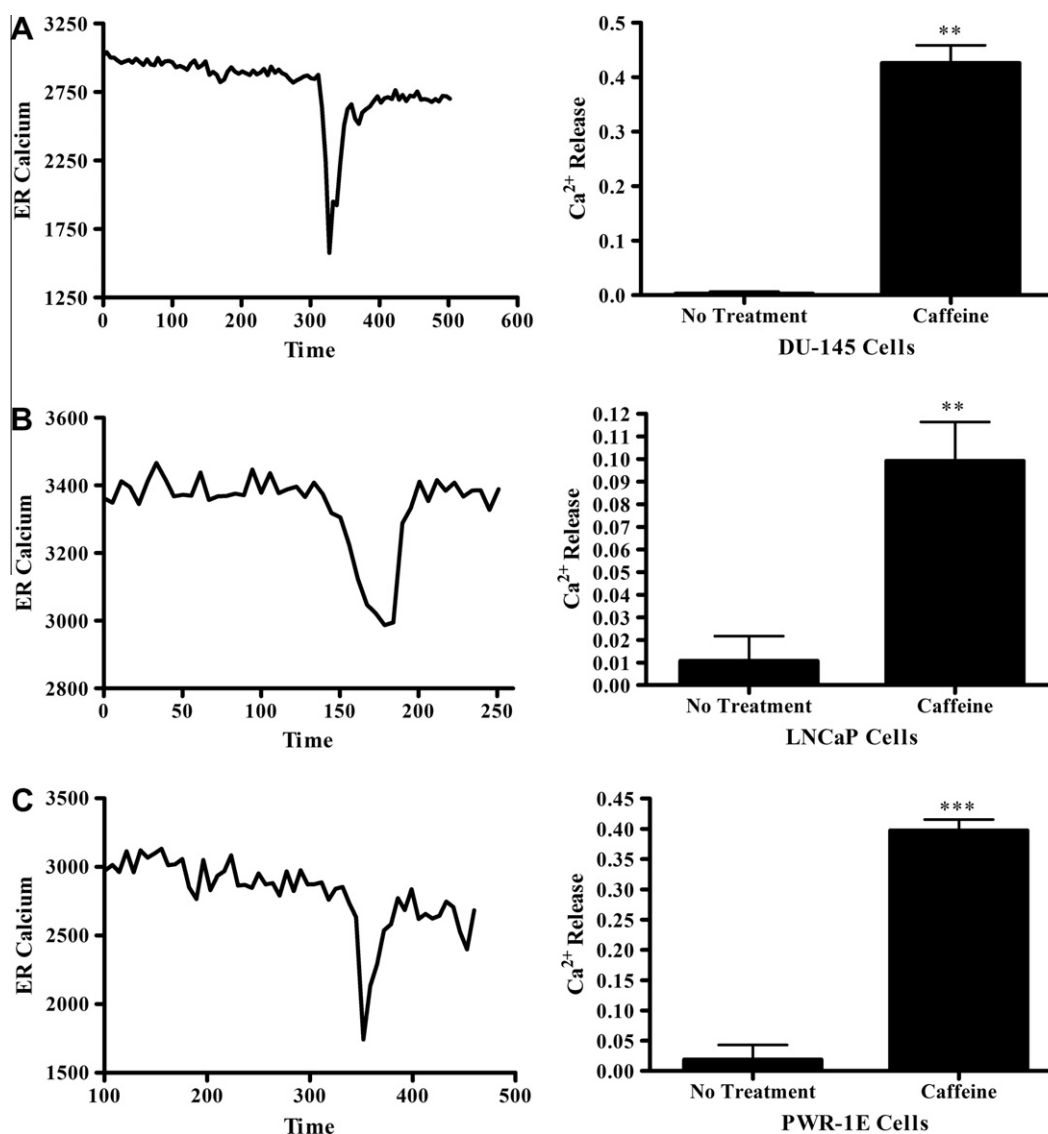 A
3250
2750
2250
1750
1250
ER Calcium
0 100 200 300 400 500 600
Time
0.5
0.4
0.3
0.2
0.1
0.0
Ca2+ Release
**
No Treatment Caffeine
DU-145 Cells
B
3600
3400
3200
3000
2800
ER Calcium
0 50 100 150 200 250
Time
0.12
0.11
0.10
0.09
0.08
0.07
0.06
0.05
0.04
0.03
0.02
0.01
0.00
Ca2+ Release
**
No Treatment Caffeine
LNCaP Cells
C
3500
3000
2500
2000
1500
ER Calcium
100 200 300 400 500
Time
0.45
0.40
0.35
0.30
0.25
0.20
0.15
0.10
0.05
0.00
Ca2+ Release
***
No Treatment Caffeine
PWR-1E Cells